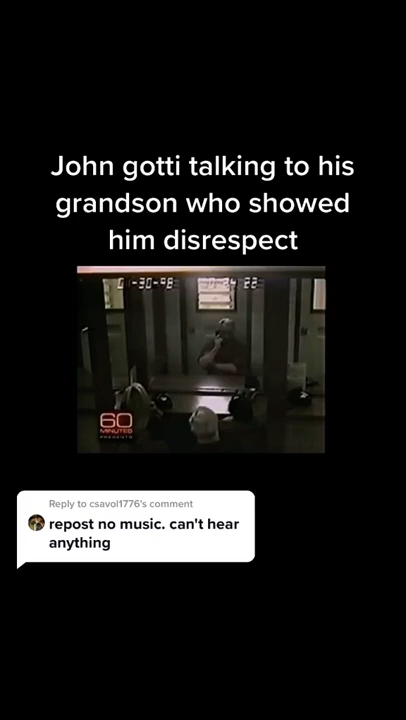 John gotti talking to his
grandson who showed
him disrespect
60
MINUTES
PRESENTS
Reply to csavol1776's comment
repost no music. can't hear
anything